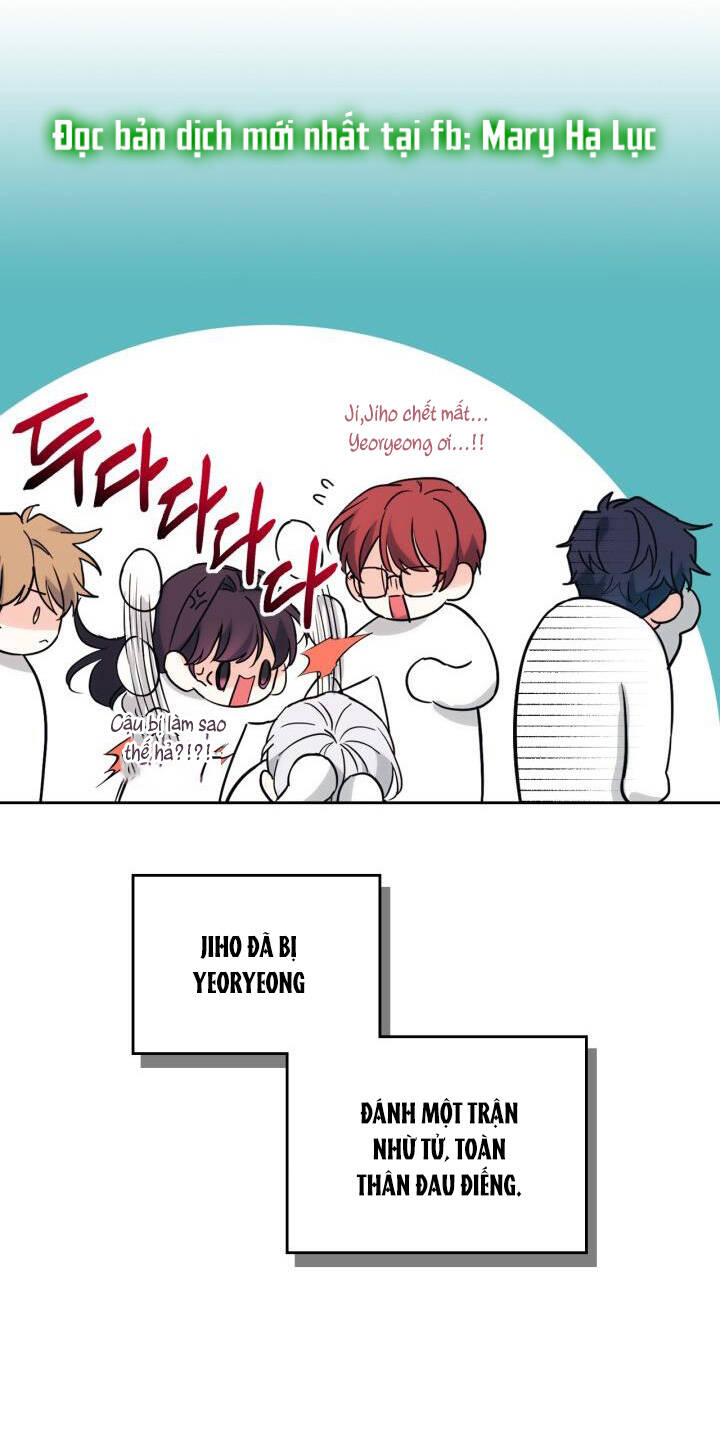 Đọc bản dịch mới nhất tại fb: Mary Hạ Lục
두다다다다다
Ji,Jiho chết mất...
Yeoryeong ơi...!!
Cậu bị làm sao
thế hả?!?!~
JIHO ĐÃ BỊ
YEORYEONG
ĐÁNH MỘT TRẬN
NHỪ TỬ, TOÀN
THÂN ĐAU ĐIẾNG.